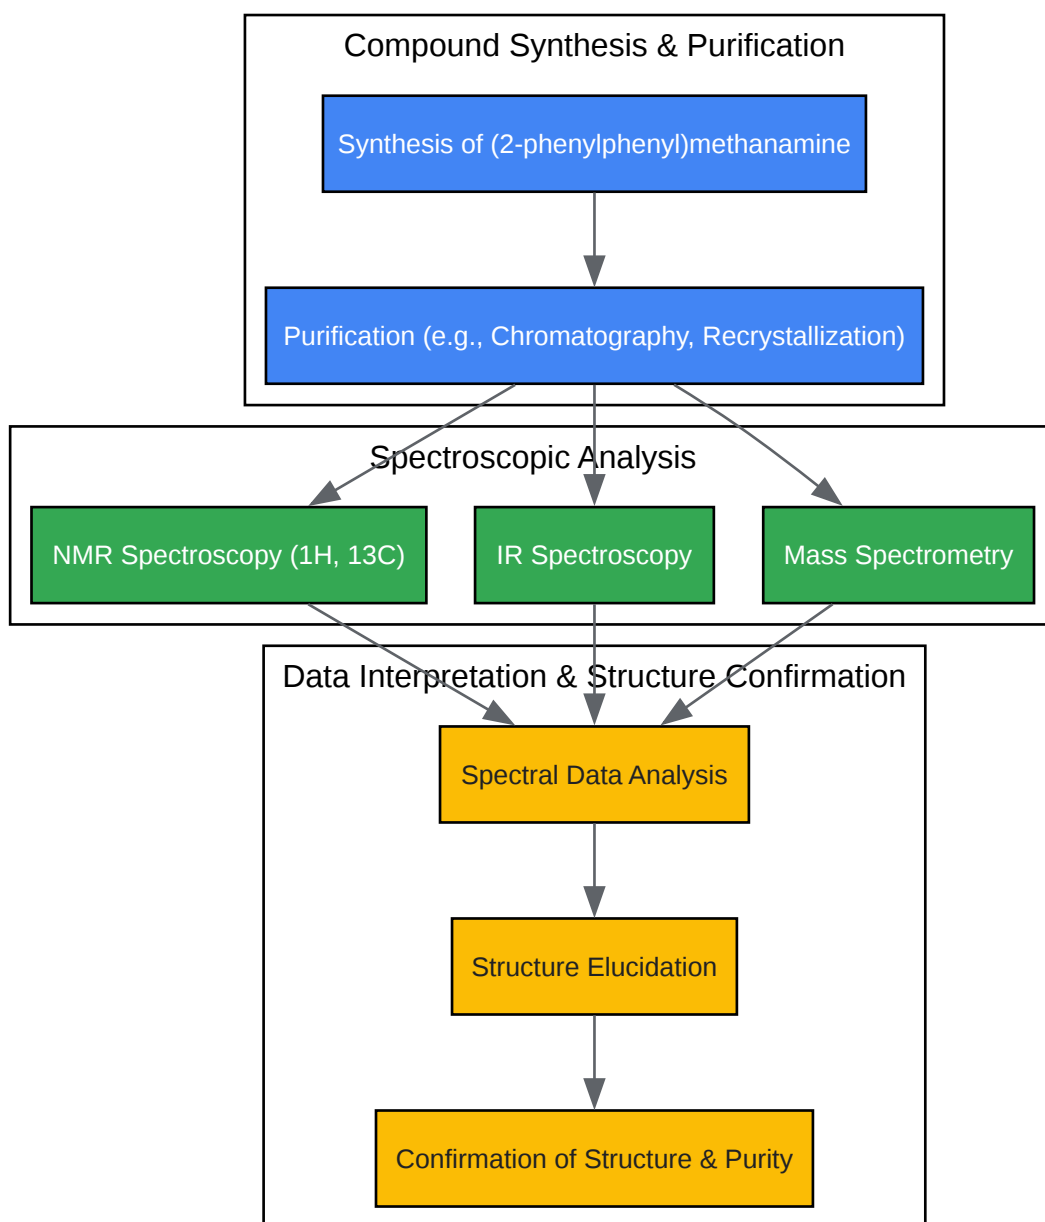 Compound Synthesis & Purification
Synthesis of (2-phenylphenyl)methanamine
Purification (e.g., Chromatography, Recrystallization)
Spectroscopic Analysis
NMR Spectroscopy (1H, 13C)
IR Spectroscopy
Mass Spectrometry
Data Interpretation & Structure Confirmation
Spectral Data Analysis
Structure Elucidation
Confirmation of Structure & Purity